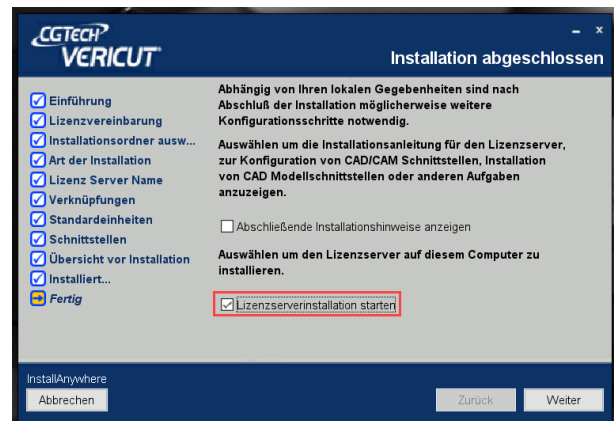 CGTECH
VERICUT
Installation abgeschlossen
Einführung
Lizenzvereinbarung
Installationsordner ausw...
Art der Installation
Lizenz Server Name
Verknüpfungen
Standardeinheiten
Schnittstellen
Übersicht vor Installation
Installiert...
Fertig
Abhängig von Ihren lokalen Gegebenheiten sind nach
Abschluß der Installation möglicherweise weitere
Konfigurationsschritte notwendig.
Auswählen um die Installationsanleitung für den Lizenzserver,
zur Konfiguration von CAD/CAM Schnittstellen, Installation
von CAD Modellschnittstellen oder anderen Aufgaben
anzuzeigen.
Abschließende Installationshinweise anzeigen
Auswählen um den Lizenzserver auf diesem Computer zu
installieren.
Lizenzserverinstallation starten
InstallAnywhere
Abbrechen
Zurück
Weiter